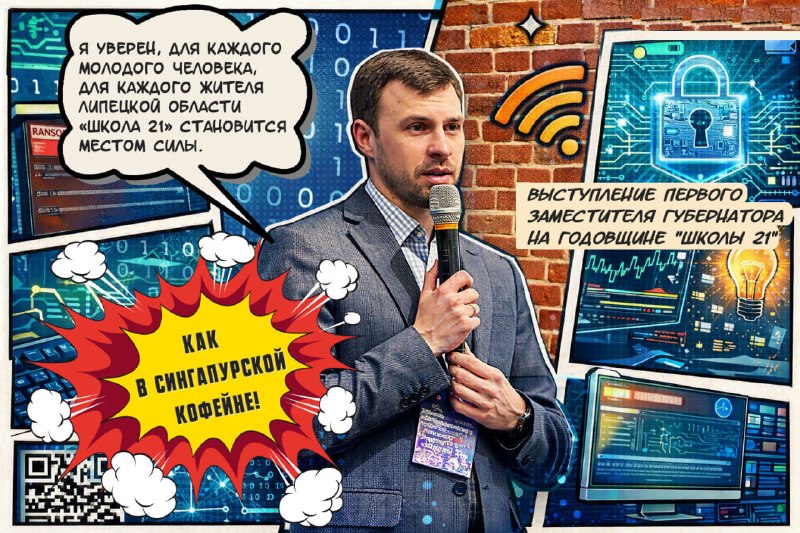 Я УВЕРЕН, ДЛЯ КАЖДОГО
МОЛОДОГО ЧЕЛОВЕКА,
ДЛЯ КАЖДОГО ЖИТЕЛЯ
ЛИПЕЦКОЙ ОБЛАСТИ
«ШКОЛА 21» СТАНОВИТСЯ
МЕСТОМ СИЛЫ.
RANSO
ВЫСТУПЛЕНИЕ ПЕРВОГО
ЗАМЕСТИТЕЛЯ ГУБЕРНАТОРА
НА ГОДОВЩИНЕ "ШКОЛЫ 21"
КАК
В СИНГАПУРСКОЙ
КОФЕЙНЕ!